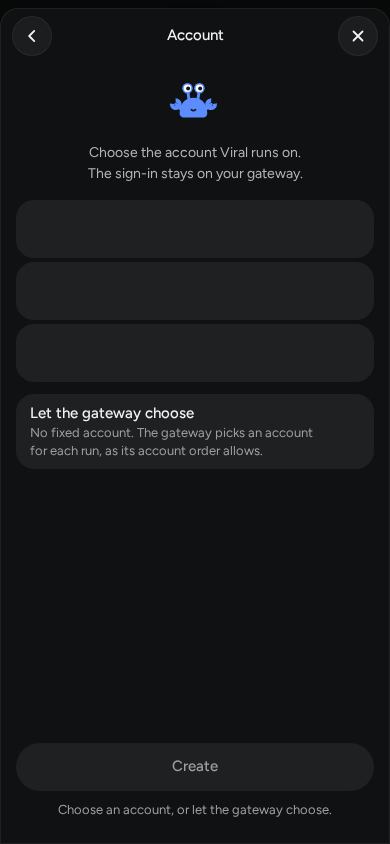 Account
Choose the account Viral runs on.
The sign-in stays on your gateway.
Let the gateway choose
No fixed account. The gateway picks an account
for each run, as its account order allows.
Create
Choose an account, or let the gateway choose.